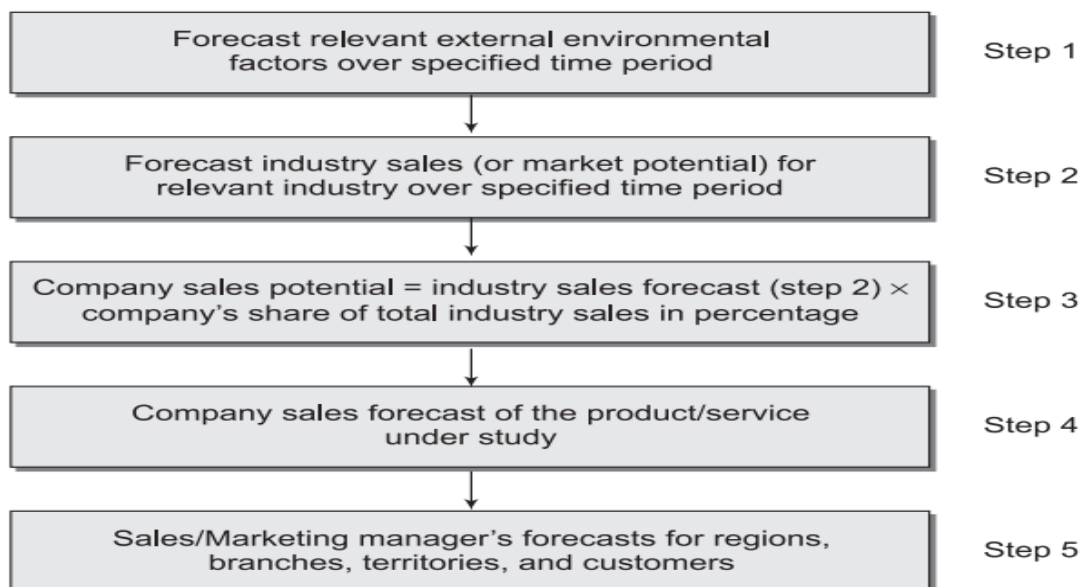 Forecast relevant external environmental
factors over specified time period
Step 1
Forecast industry sales (or market potential) for
relevant industry over specified time period
Step 2
Company sales potential = industry sales forecast (step 2) ×
company's share of total industry sales in percentage
Step 3
Company sales forecast of the product/service
under study
Step 4
Sales/Marketing manager's forecasts for regions,
branches, territories, and customers
Step 5